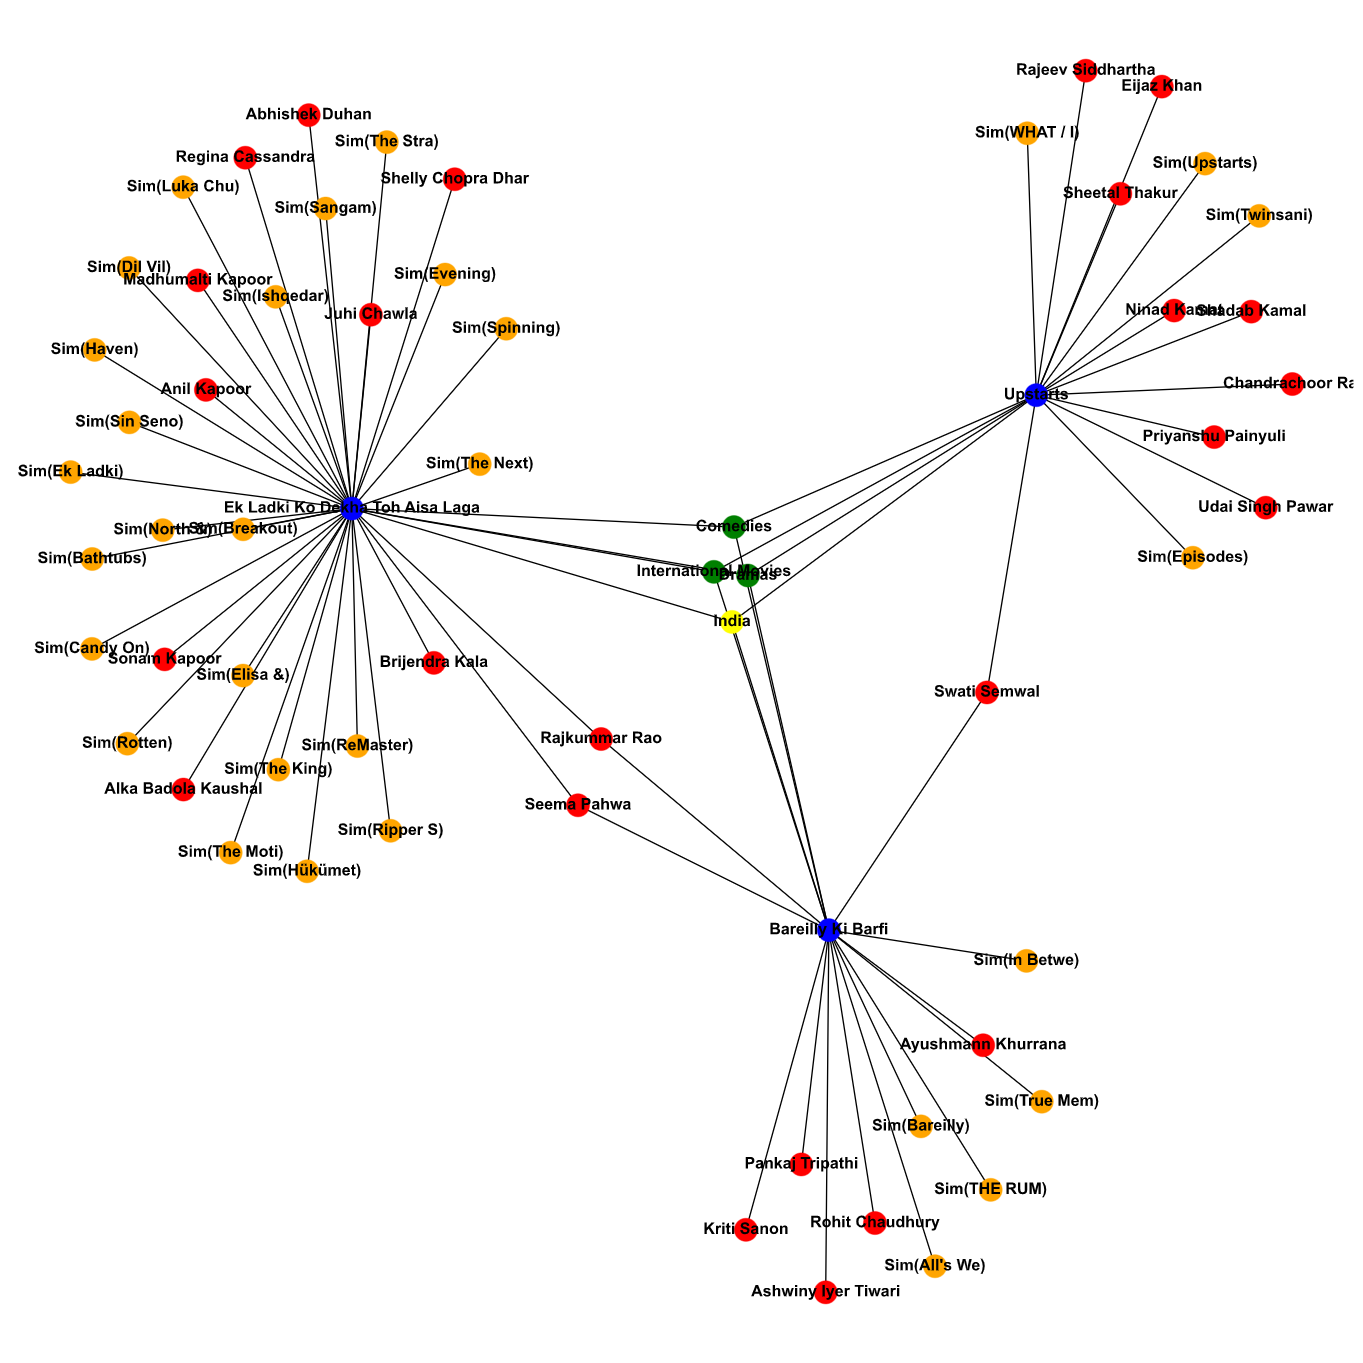 Rajeev Siddhartha
Eijaz Khan
Abhishek Duhan
Sim(WHAT / I)
Sim(The Stra)
Regina Cassandra
Sim(Upstarts)
Shelly Chopra Dhar
Sim(Luka Chu)
Sheetal Thakur
Sim(Sangam)
Sim(Twinsani)
Sim(Dil Vil)
Madhumalti Kapoor
Sim(Evening)
Sim(Ishqedar)
Juhi Chawla
Ninad Kamat
Shadab Kamal
Sim(Spinning)
Sim(Haven)
Anil Kapoor
Chandrachoor Ra
Upstarts
Sim(Sin Seno)
Priyanshu Painyuli
Sim(Ek Ladki)
Sim(The Next)
Ek Ladki Ko Dekha Toh Aisa Laga
Udai Singh Pawar
Sim(North &)
Sim(Breakout)
Comedies
Sim(Bathtubs)
Sim(Episodes)
International Movies
Dramas
India
Sim(Candy On)
Sonam Kapoor
Brijendra Kala
Sim(Elisa &)
Swati Semwal
Sim(Rotten)
Sim(ReMaster)
Rajkummar Rao
Sim(The King)
Alka Badola Kaushal
Seema Pahwa
Sim(Ripper S)
Sim(The Moti)
Sim(Hükümet)
Bareilly Ki Barfi
Sim(In Betwe)
Ayushmann Khurrana
Sim(True Mem)
Sim(Bareilly)
Pankaj Tripathi
Sim(THE RUM)
Rohit Chaudhury
Kriti Sanon
Sim(All's We)
Ashwiny Iyer Tiwari